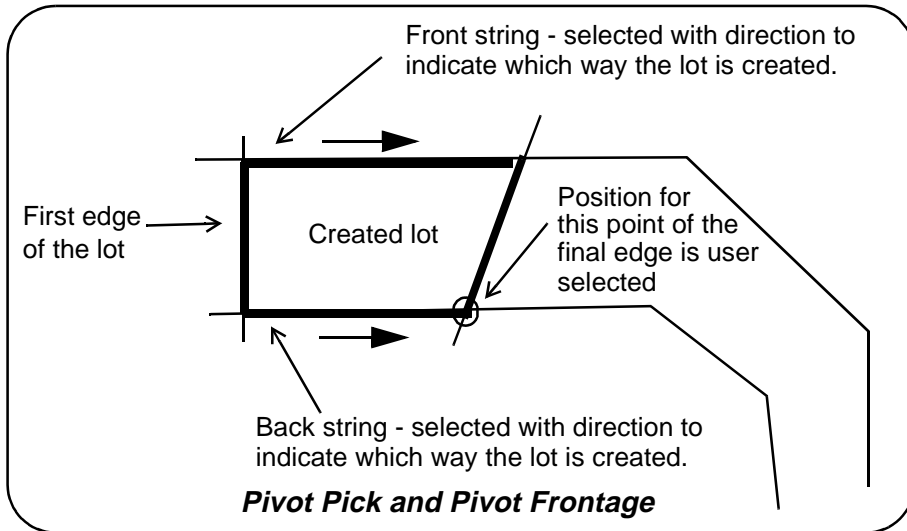 Front string - selected with direction to
indicate which way the lot is created.
First edge
of the lot
Created lot
Position for
this point of the
final edge is user
selected
Back string - selected with direction to
indicate which way the lot is created.
Pivot Pick and Pivot Frontage